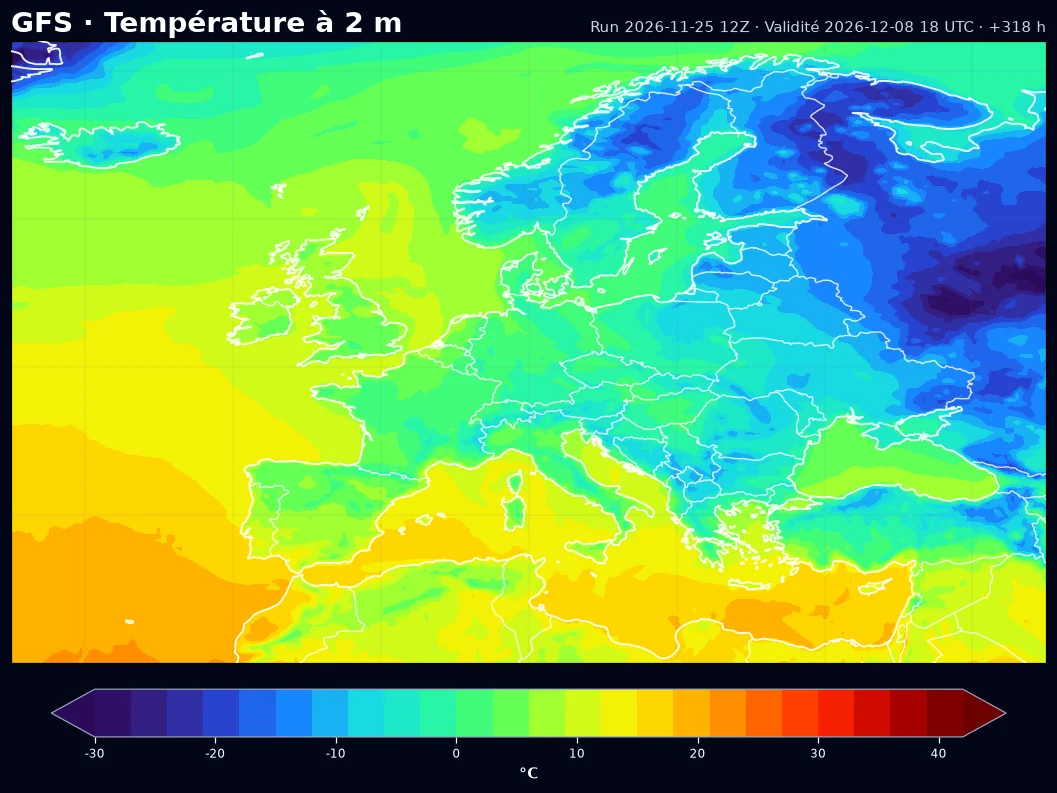 GFS · Température à 2 m
Run 2026-11-25 12Z · Validité 2026-12-08 18 UTC · +318 h
-30 -20 -10 0 10 20 30 40
°C